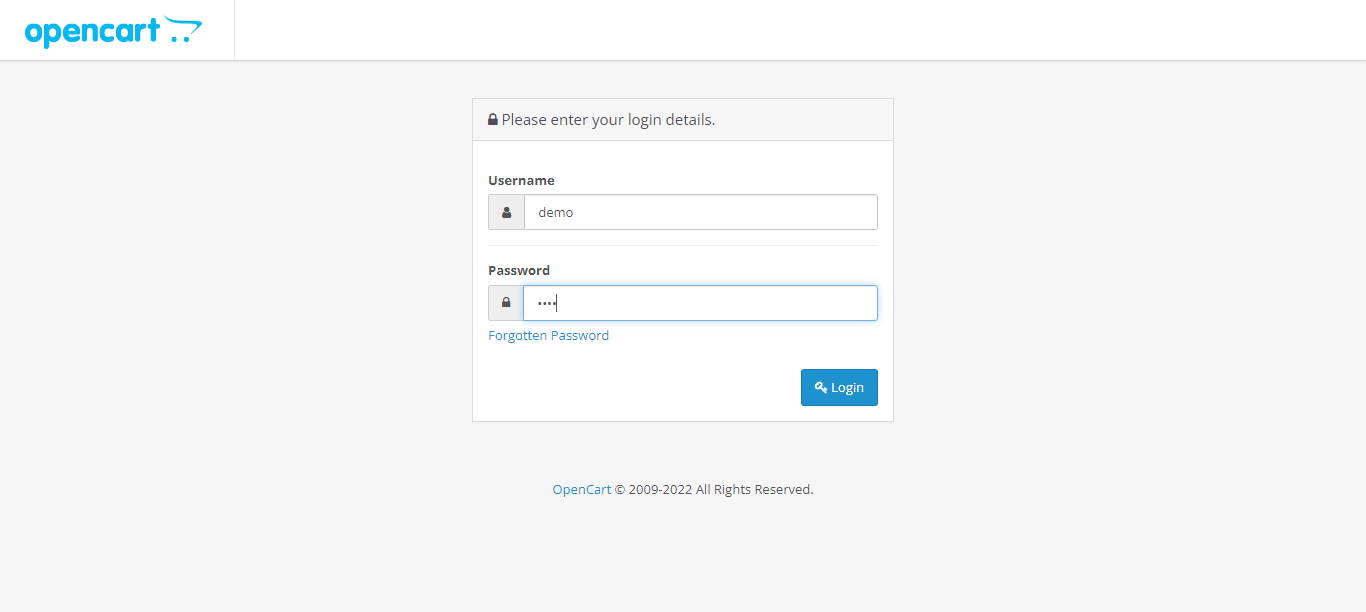 opencart
Please enter your login details.
Username
demo
Password
••••
Forgotten Password
Login
OpenCart © 2009-2022 All Rights Reserved.